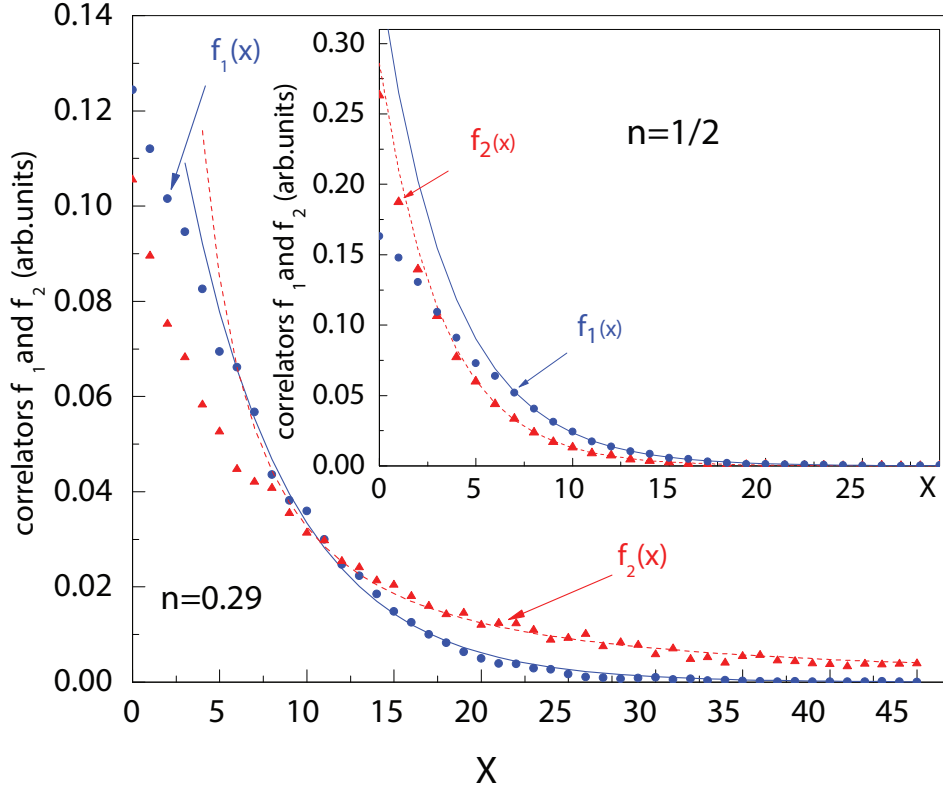 correlators f1 and f2 (arb.units)
0.14
0.12
0.10
0.08
0.06
0.04
0.02
0.00
f1(x)
n=0.29
f2(x)
0 5 10 15 20 25 30 35 40 45
X
correlators f1 and f2 (arb.units)
0.30
0.25
0.20
0.15
0.10
0.05
0.00
n=1/2
f2(x)
f1(x)
0 5 10 15 20 25 X